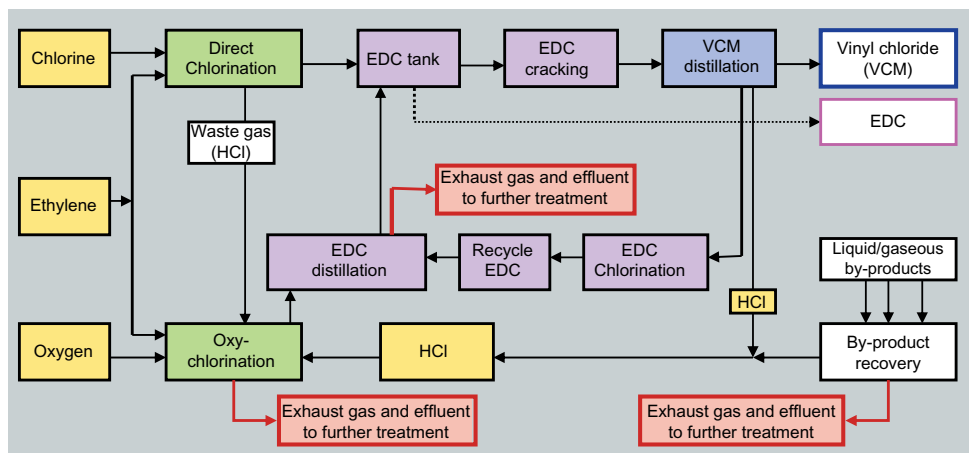 Chlorine
Direct
Chlorination
EDC tank
EDC
cracking
VCM
distillation
Vinyl chloride
(VCM)
EDC
Waste gas
(HCl)
Exhaust gas and effluent
to further treatment
Ethylene
EDC
distillation
Recycle
EDC
EDC
Chlorination
Liquid/gaseous
by-products
HCl
Oxygen
Oxy-
chlorination
HCl
By-product
recovery
Exhaust gas and effluent
to further treatment
Exhaust gas and effluent
to further treatment